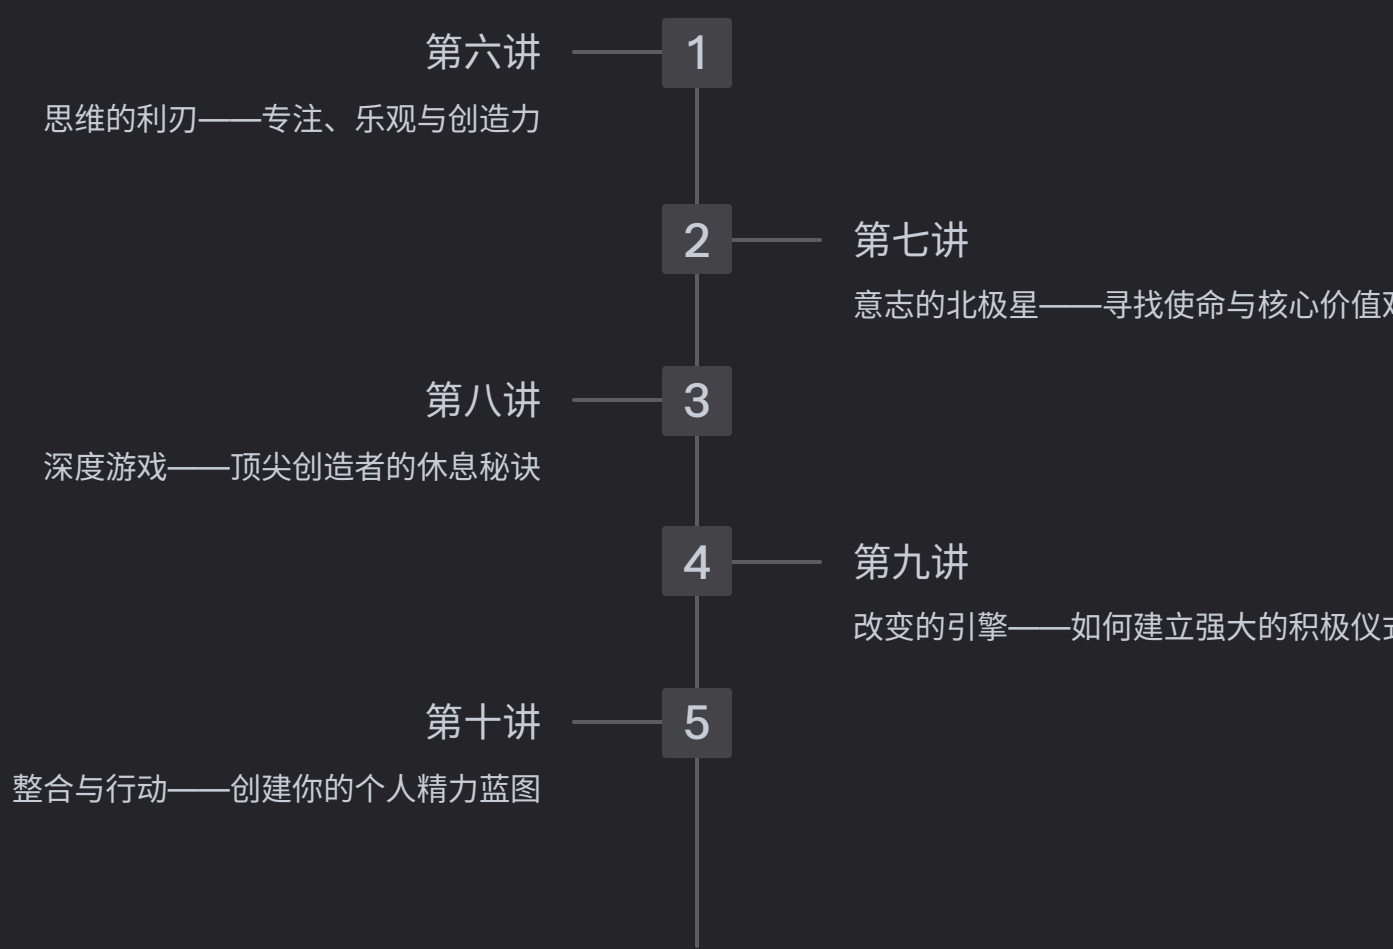 第六讲
1
思维的利刃——专注、乐观与创造力
2
第七讲
意志的北极星——寻找使命与核心价值
第八讲
3
深度游戏——顶尖创造者的休息秘诀
4
第九讲
改变的引擎——如何建立强大的积极仪
第十讲
5
整合与行动——创建你的个人精力蓝图